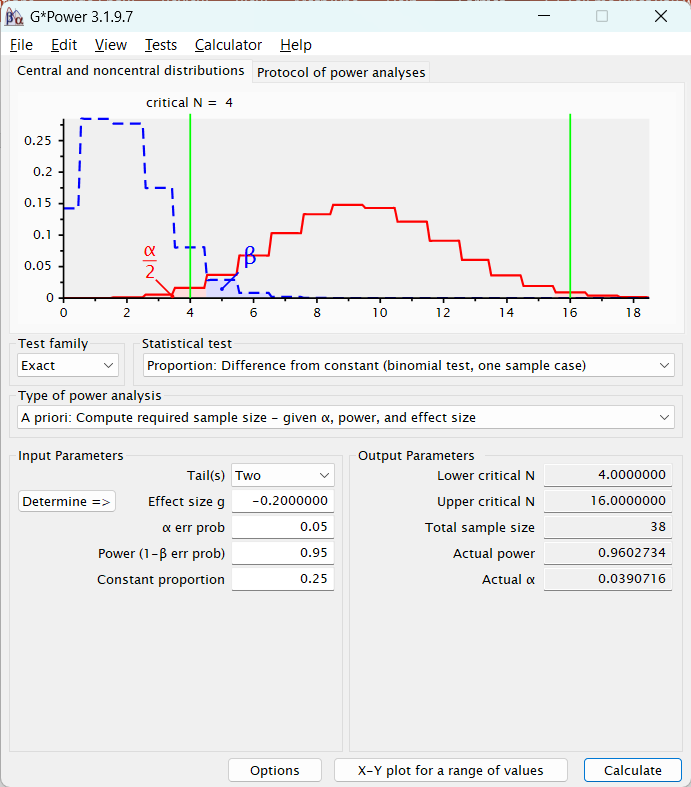 G*Power 3.1.9.7
File Edit View Tests Calculator Help
Central and noncentral distributions Protocol of power analyses
critical N = 4
0.25
0.2
0.15
0.1
0.05
0
α
2
β
0 2 4 6 8 10 12 14 16 18
Test family Statistical test
Exact Proportion: Difference from constant (binomial test, one sample case)
Type of power analysis
A priori: Compute required sample size – given α, power, and effect size
Input Parameters Output Parameters
Tail(s) Two Lower critical N 4.0000000
Determine => Effect size g -0.2000000 Upper critical N 16.0000000
α err prob 0.05 Total sample size 38
Power (1-β err prob) 0.95 Actual power 0.9602734
Constant proportion 0.25 Actual α 0.0390716
Options X-Y plot for a range of values Calculate